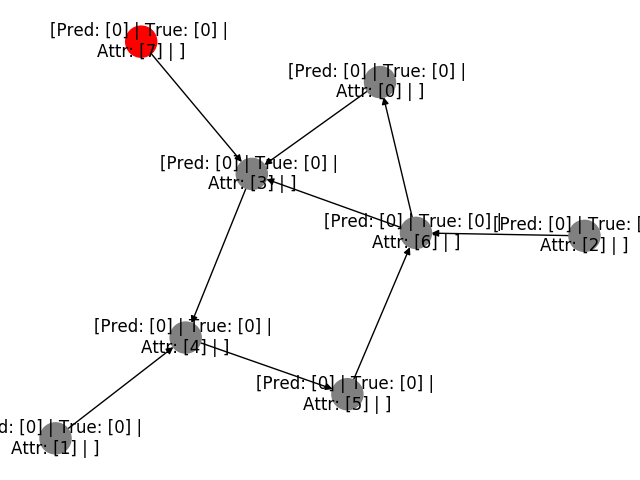 [Pred: [0] | True: [0] |
Attr: [7] | ]
[Pred: [0] | True: [0] |
Attr: [0] | ]
[Pred: [0] | True: [0] |
Attr: [3] | ]
[Pred: [0] | True: [0] |
Attr: [6] | ]
[Pred: [0] | True: [
Attr: [2] | ]
[Pred: [0] | True: [0] |
Attr: [4] | ]
[Pred: [0] | True: [0] |
Attr: [5] | ]
d: [0] | True: [0] |
Attr: [1] | ]